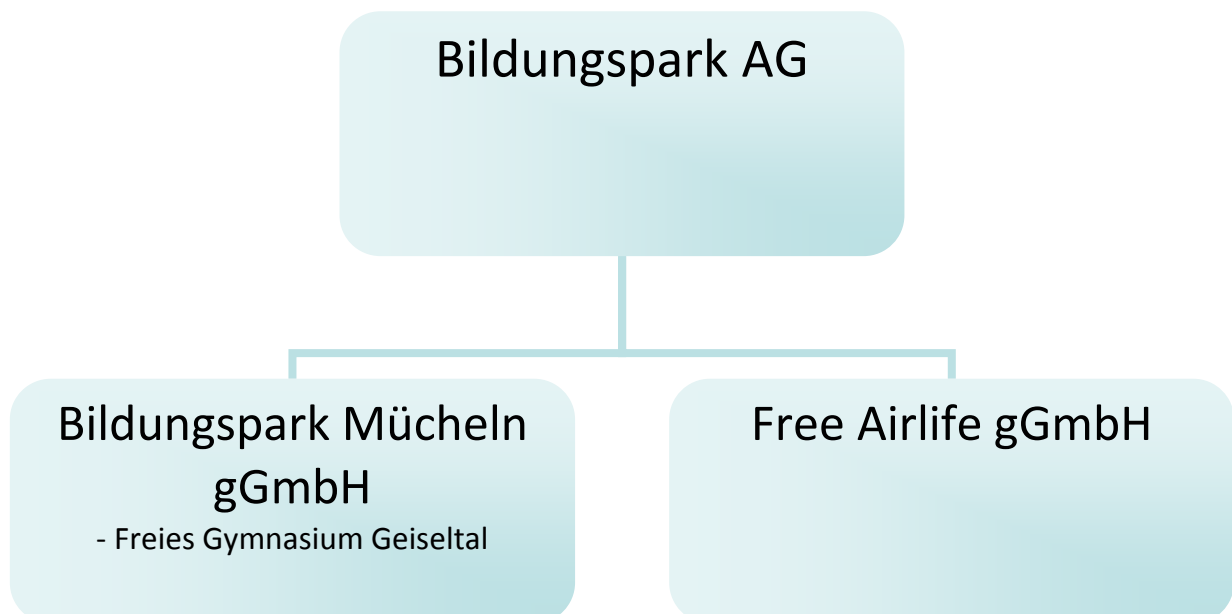 Bildungspark AG
Bildungspark Mücheln
gGmbH
- Freies Gymnasium Geiseltal
Free Airlife gGmbH